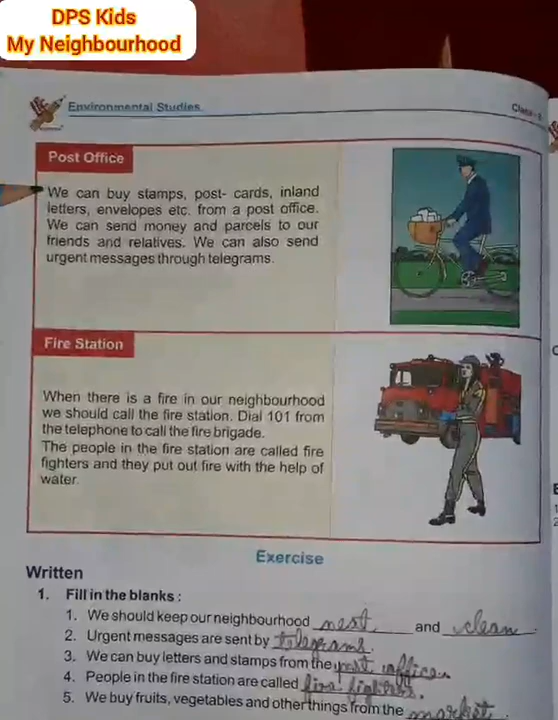 DPS Kids
My Neighbourhood
Environmental Studies
Class-
Post Office
We can buy stamps, post- cards, inland
letters, envelopes etc. from a post office.
We can send money and parcels to our
friends and relatives. We can also send
urgent messages through telegrams.
Fire Station
When there is a fire in our neighbourhood
we should call the fire station. Dial 101 from
the telephone to call the fire brigade.
The people in the fire station are called fire
fighters and they put out fire with the help of
water.
Exercise
Written
1. Fill in the blanks :
1. We should keep our neighbourhood neat and clean.
2. Urgent messages are sent by telegrams.
3. We can buy letters and stamps from the post office.
4. People in the fire station are called fire fighters.
5. We buy fruits, vegetables and other things from the market.